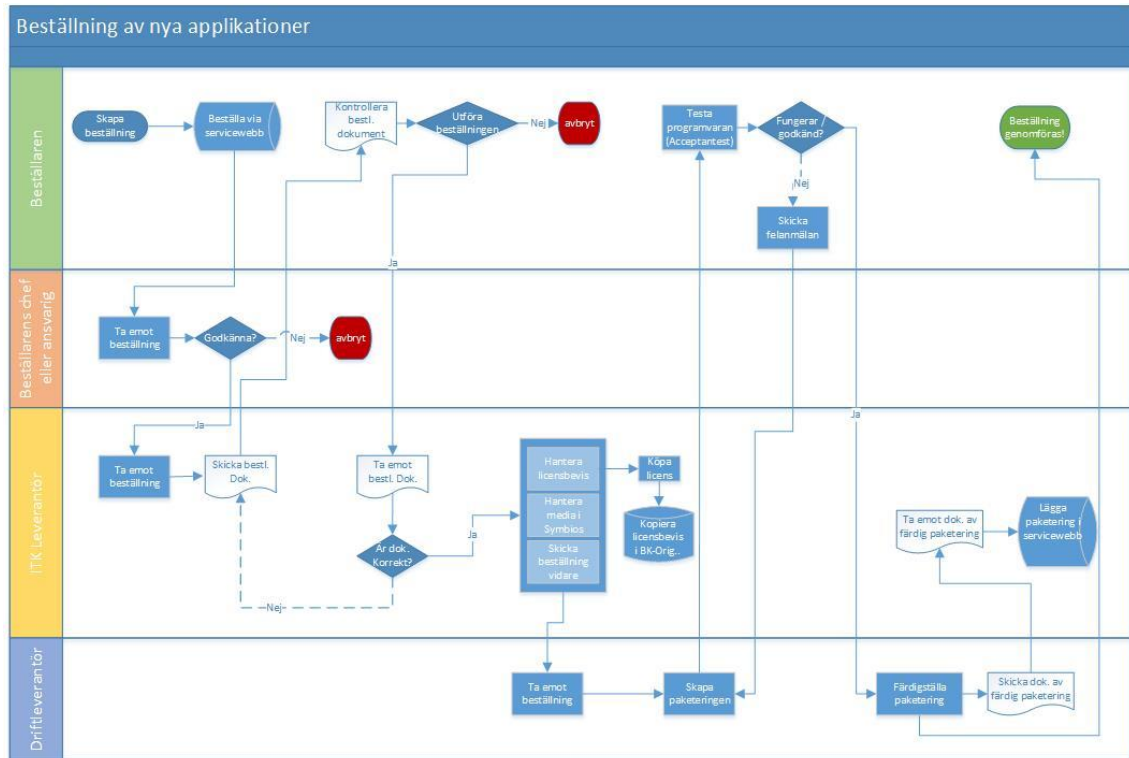 Beställning av nya applikationer
Beställaren
Skapa
beställning
Beställa via
servicewebb
Kontrollera
bestl.
dokument
Utföra
beställningen
Nej
avbryt
Testa
programvaran
(Acceptantest)
Fungerar /
godkänd?
Nej
Skicka
felanmälan
Beställning
genomföras!
Ja
Beställarens chef
eller ansvarig
Ta emot
beställning
Godkänna?
Nej
avbryt
Ja
Ja
ITK Leverantör
Ta emot
beställning
Skicka bestl.
Dok.
Ta emot
bestl. Dok.
Är dok.
Korrekt?
Ja
Nej
Hantera
licensbevis
Hantera
media i
Symbios
Skicka
beställning
vidare
Köpa
licens
Kopiera
licensbevis
i BK-Orig..
Ta emot dok. av
färdig paketering
Lägga
paketering i
servicewebb
Driftleverantör
Ta emot
beställning
Skapa
paketeringen
Färdigställa
paketering
Skicka dok. av
färdig paketering